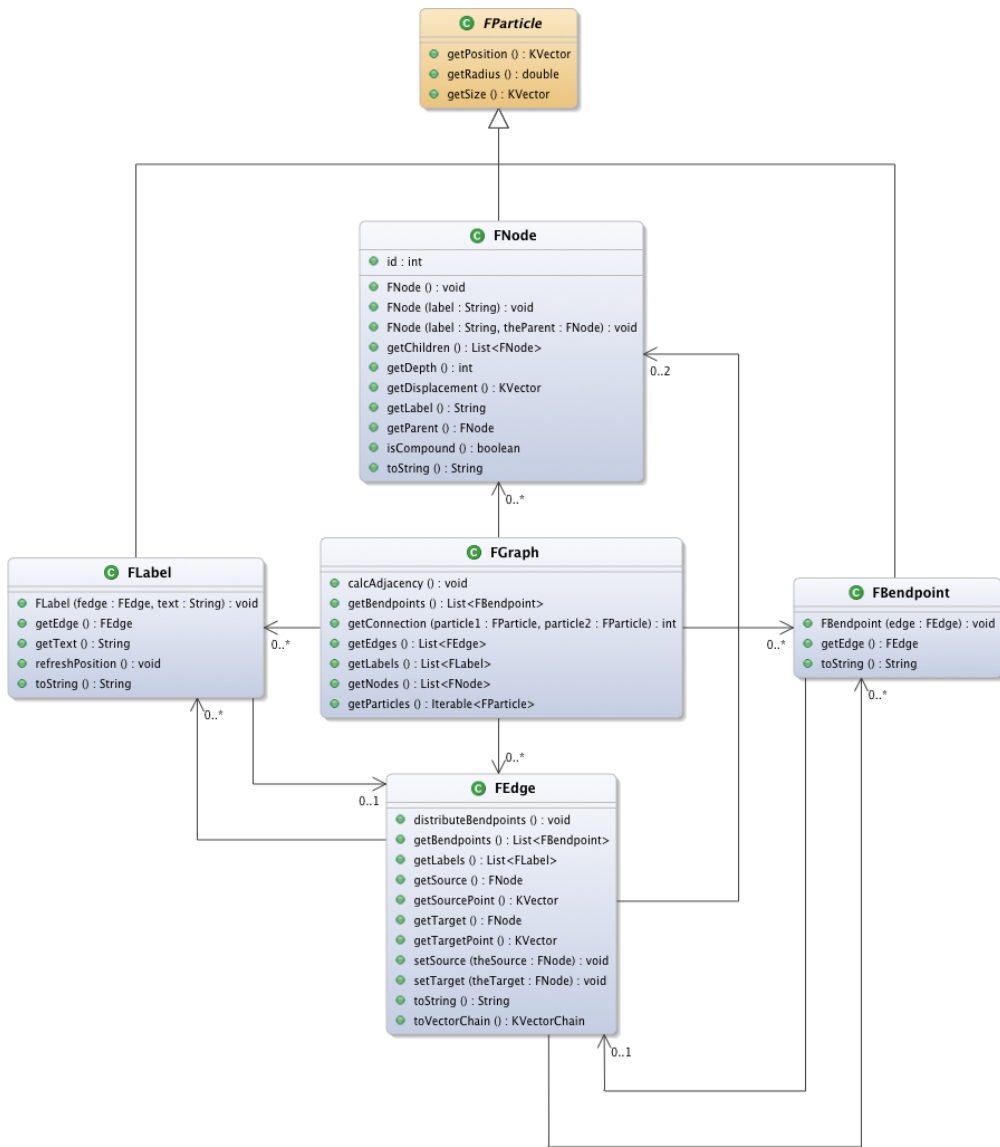 C FParticle
getPosition () : KVector
getRadius () : double
getSize () : KVector
C FNode
id : int
FNode () : void
FNode (label : String) : void
FNode (label : String, theParent : FNode) : void
getChildren () : List<FNode>
getDepth () : int
getDisplacement () : KVector
getLabel () : String
getParent () : FNode
isCompound () : boolean
toString () : String
0..2
0..*
C FLabel
FLabel (fedge : FEdge, text : String) : void
getEdge () : FEdge
getText () : String
refreshPosition () : void
toString () : String
0..*
0..*
C FGraph
calcAdjacency () : void
getBendpoints () : List<FBendpoint>
getConnection (particle1 : FParticle, particle2 : FParticle) : int
getEdges () : List<FEdge>
getLabels () : List<FLabel>
getNodes () : List<FNode>
getParticles () : Iterable<FParticle>
0..*
C FBendpoint
FBendpoint (edge : FEdge) : void
getEdge () : FEdge
toString () : String
0..*
0..*
0..1
C FEdge
distributeBendpoints () : void
getBendpoints () : List<FBendpoint>
getLabels () : List<FLabel>
getSource () : FNode
getSourcePoint () : KVector
getTarget () : FNode
getTargetPoint () : KVector
setSource (theSource : FNode) : void
setTarget (theTarget : FNode) : void
toString () : String
toVectorChain () : KVectorChain
0..1